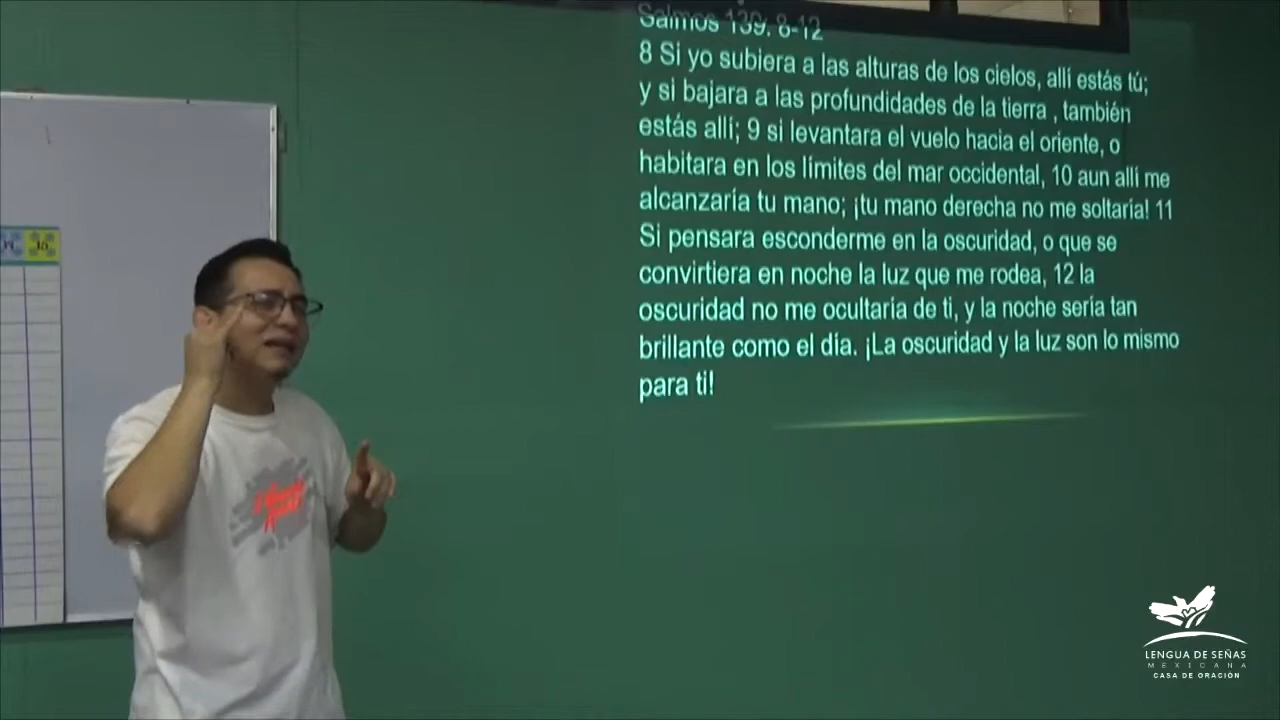 Salmos 139: 8-12
8 Si yo subiera a las alturas de los cielos, allí estás tú;
y si bajara a las profundidades de la tierra , también
estás allí; 9 si levantara el vuelo hacia el oriente, o
habitara en los límites del mar occidental, 10 aun allí me
alcanzaría tu mano; ¡tu mano derecha no me soltaría! 11
Si pensara esconderme en la oscuridad, o que se
convirtiera en noche la luz que me rodea, 12 la
oscuridad no me ocultaría de ti, y la noche sería tan
brillante como el día. ¡La oscuridad y la luz son lo mismo
para ti!
15
LENGUA DE SEÑAS
MEXICANA
CASA DE ORACIÓN